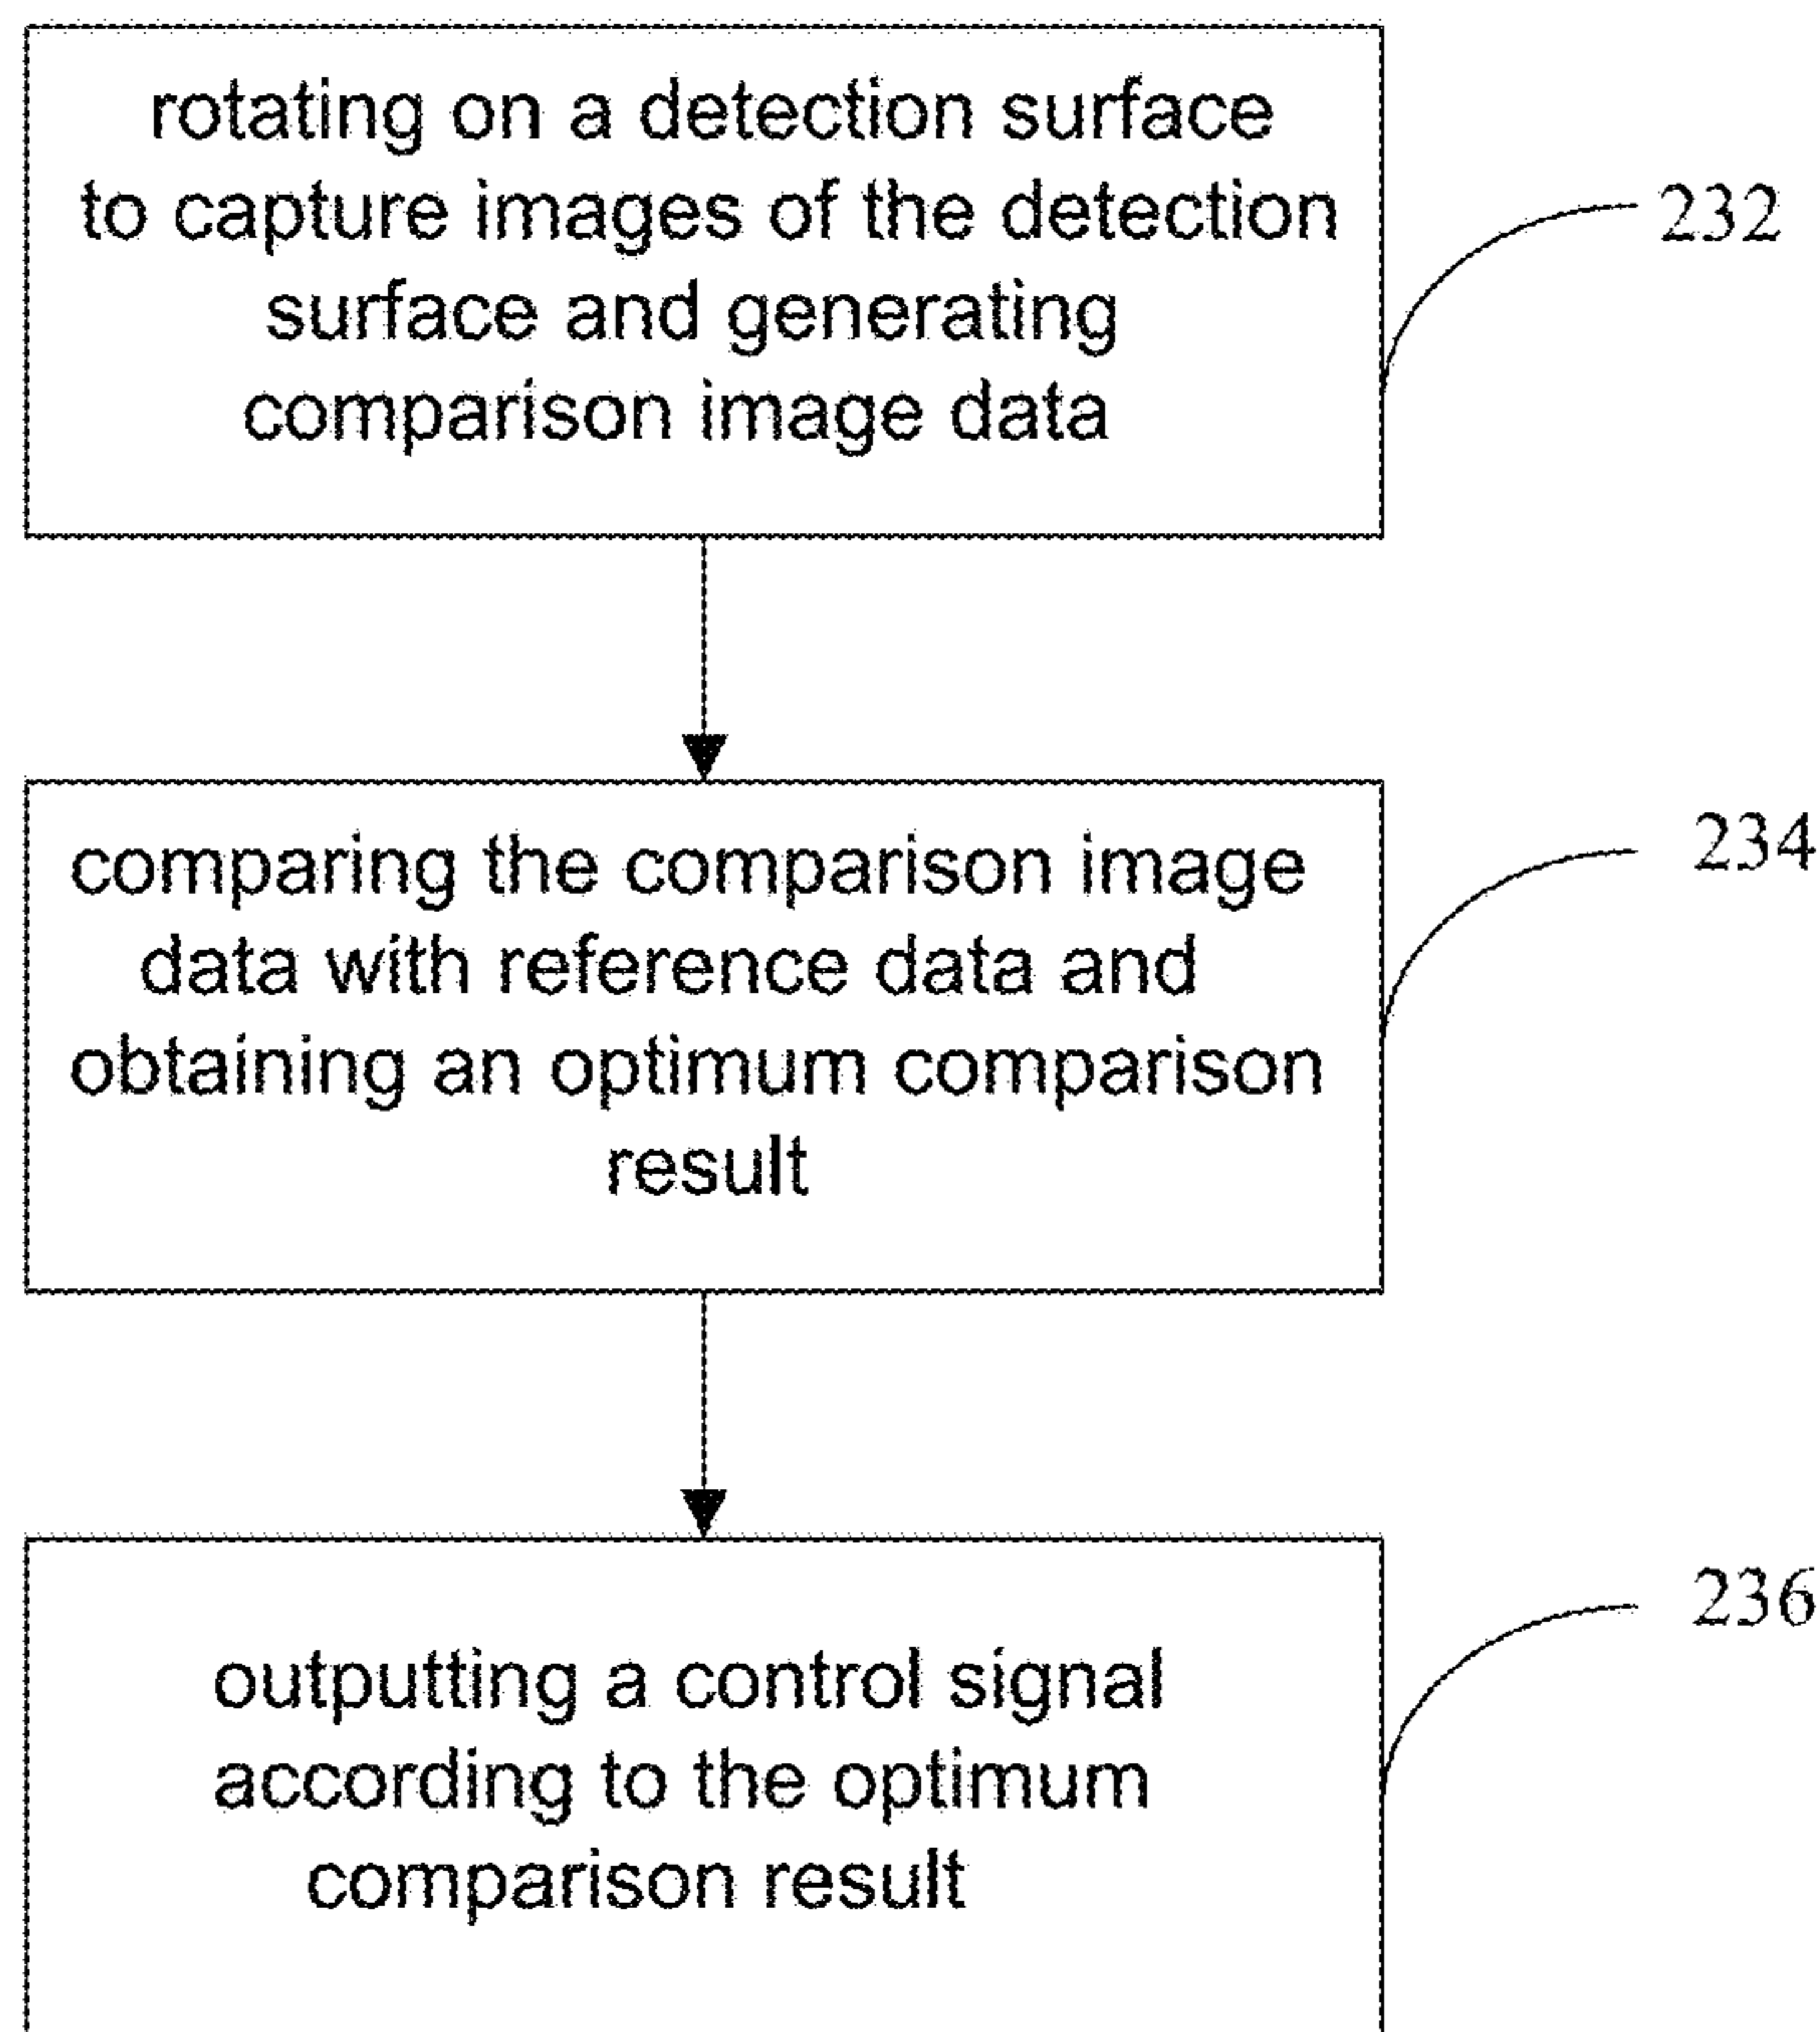 rotating on a detection surface
to capture images of the detection
surface and generating
comparison image data
232
comparing the comparison image
data with reference data and
obtaining an optimum comparison
result
234
outputting a control signal
according to the optimum
comparison result
236